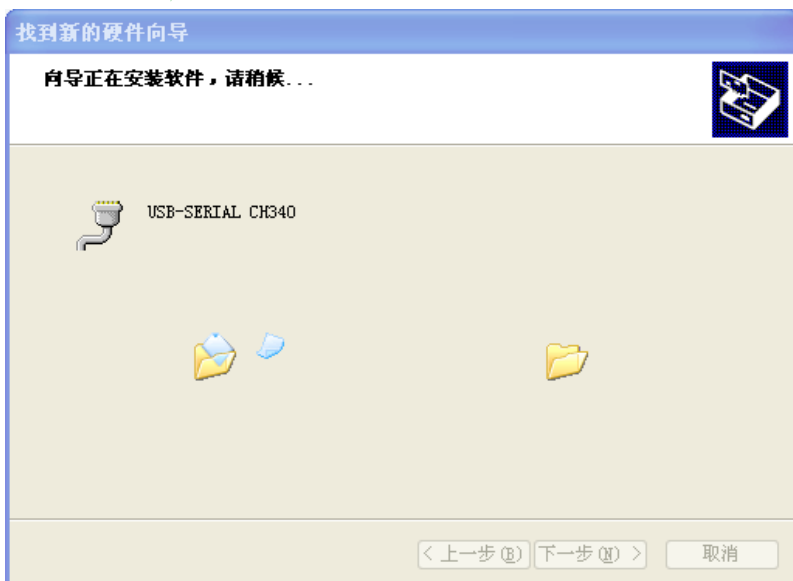 找到新的硬件向导
向导正在安装软件，请稍候...
USB-SERIAL CH340
< 上一步(B) 下一步(N) > 取消